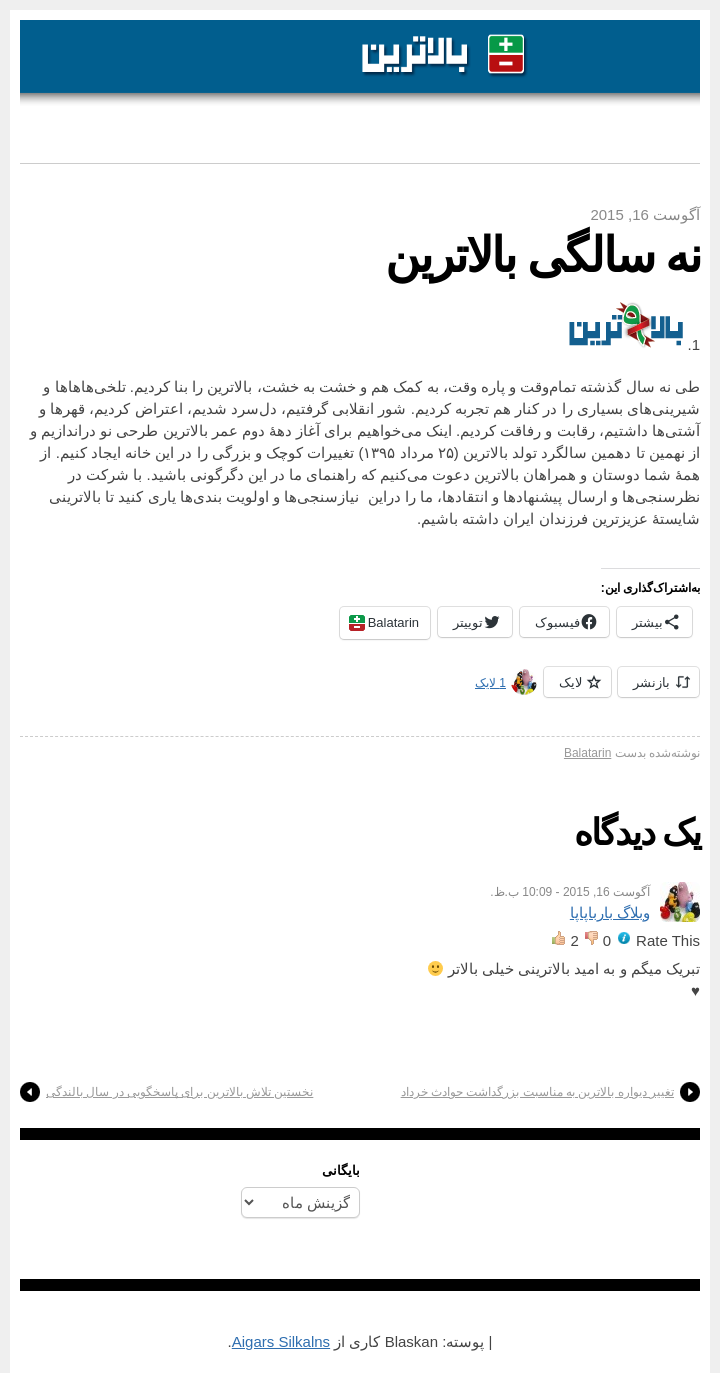 بالاترین
آگوست 16, 2015
نه سالگی بالاترین
1. بالاترین
طی نه سال گذشته تمام‌وقت و پاره وقت، به کمک هم و خشت به خشت، بالاترین را بنا کردیم. تلخی‌هاهاها و
شیرینی‌های بسیاری را در کنار هم تجربه کردیم. شور انقلابی گرفتیم، دل‌سرد شدیم، اعتراض کردیم، قهرها و
آشتی‌ها داشتیم، رقابت و رفاقت کردیم. اینک می‌خواهیم برای آغاز دههٔ دوم عمر بالاترین طرحی نو دراندازیم و
از نهمین تا دهمین سالگرد تولد بالاترین (۲۵ مرداد ۱۳۹۵) تغییرات کوچک و بزرگی را در این خانه ایجاد کنیم. از
همهٔ شما دوستان و همراهان بالاترین دعوت می‌کنیم که راهنمای ما در این دگرگونی باشید. با شرکت در
نظرسنجی‌ها و ارسال پیشنهادها و انتقادها، ما را دراین نیازسنجی‌ها و اولویت بندی‌ها یاری کنید تا بالاترینی
شایستهٔ عزیزترین فرزندان ایران داشته باشیم.
به‌اشتراک‌گذاری این:
بیشتر فیسبوک توییتر Balatarin
بازنشر لایک 1 لایک
نوشته‌شده بدست Balatarin
یک دیدگاه
آگوست 16, 2015 - 10:09 ب.ظ.
وبلاگ بارباپاپا
Rate This 0 2
تبریک میگم و به امید بالاترینی خیلی بالاتر 🙂
♥
تغییر دیواره بالاترین به مناسبت بزرگداشت حوادث خرداد
نخستین تلاش بالاترین برای پاسخگویی در سال بالندگی
بایگانی
گزینش ماه
| پوسته: Blaskan کاری از Aigars Silkalns.